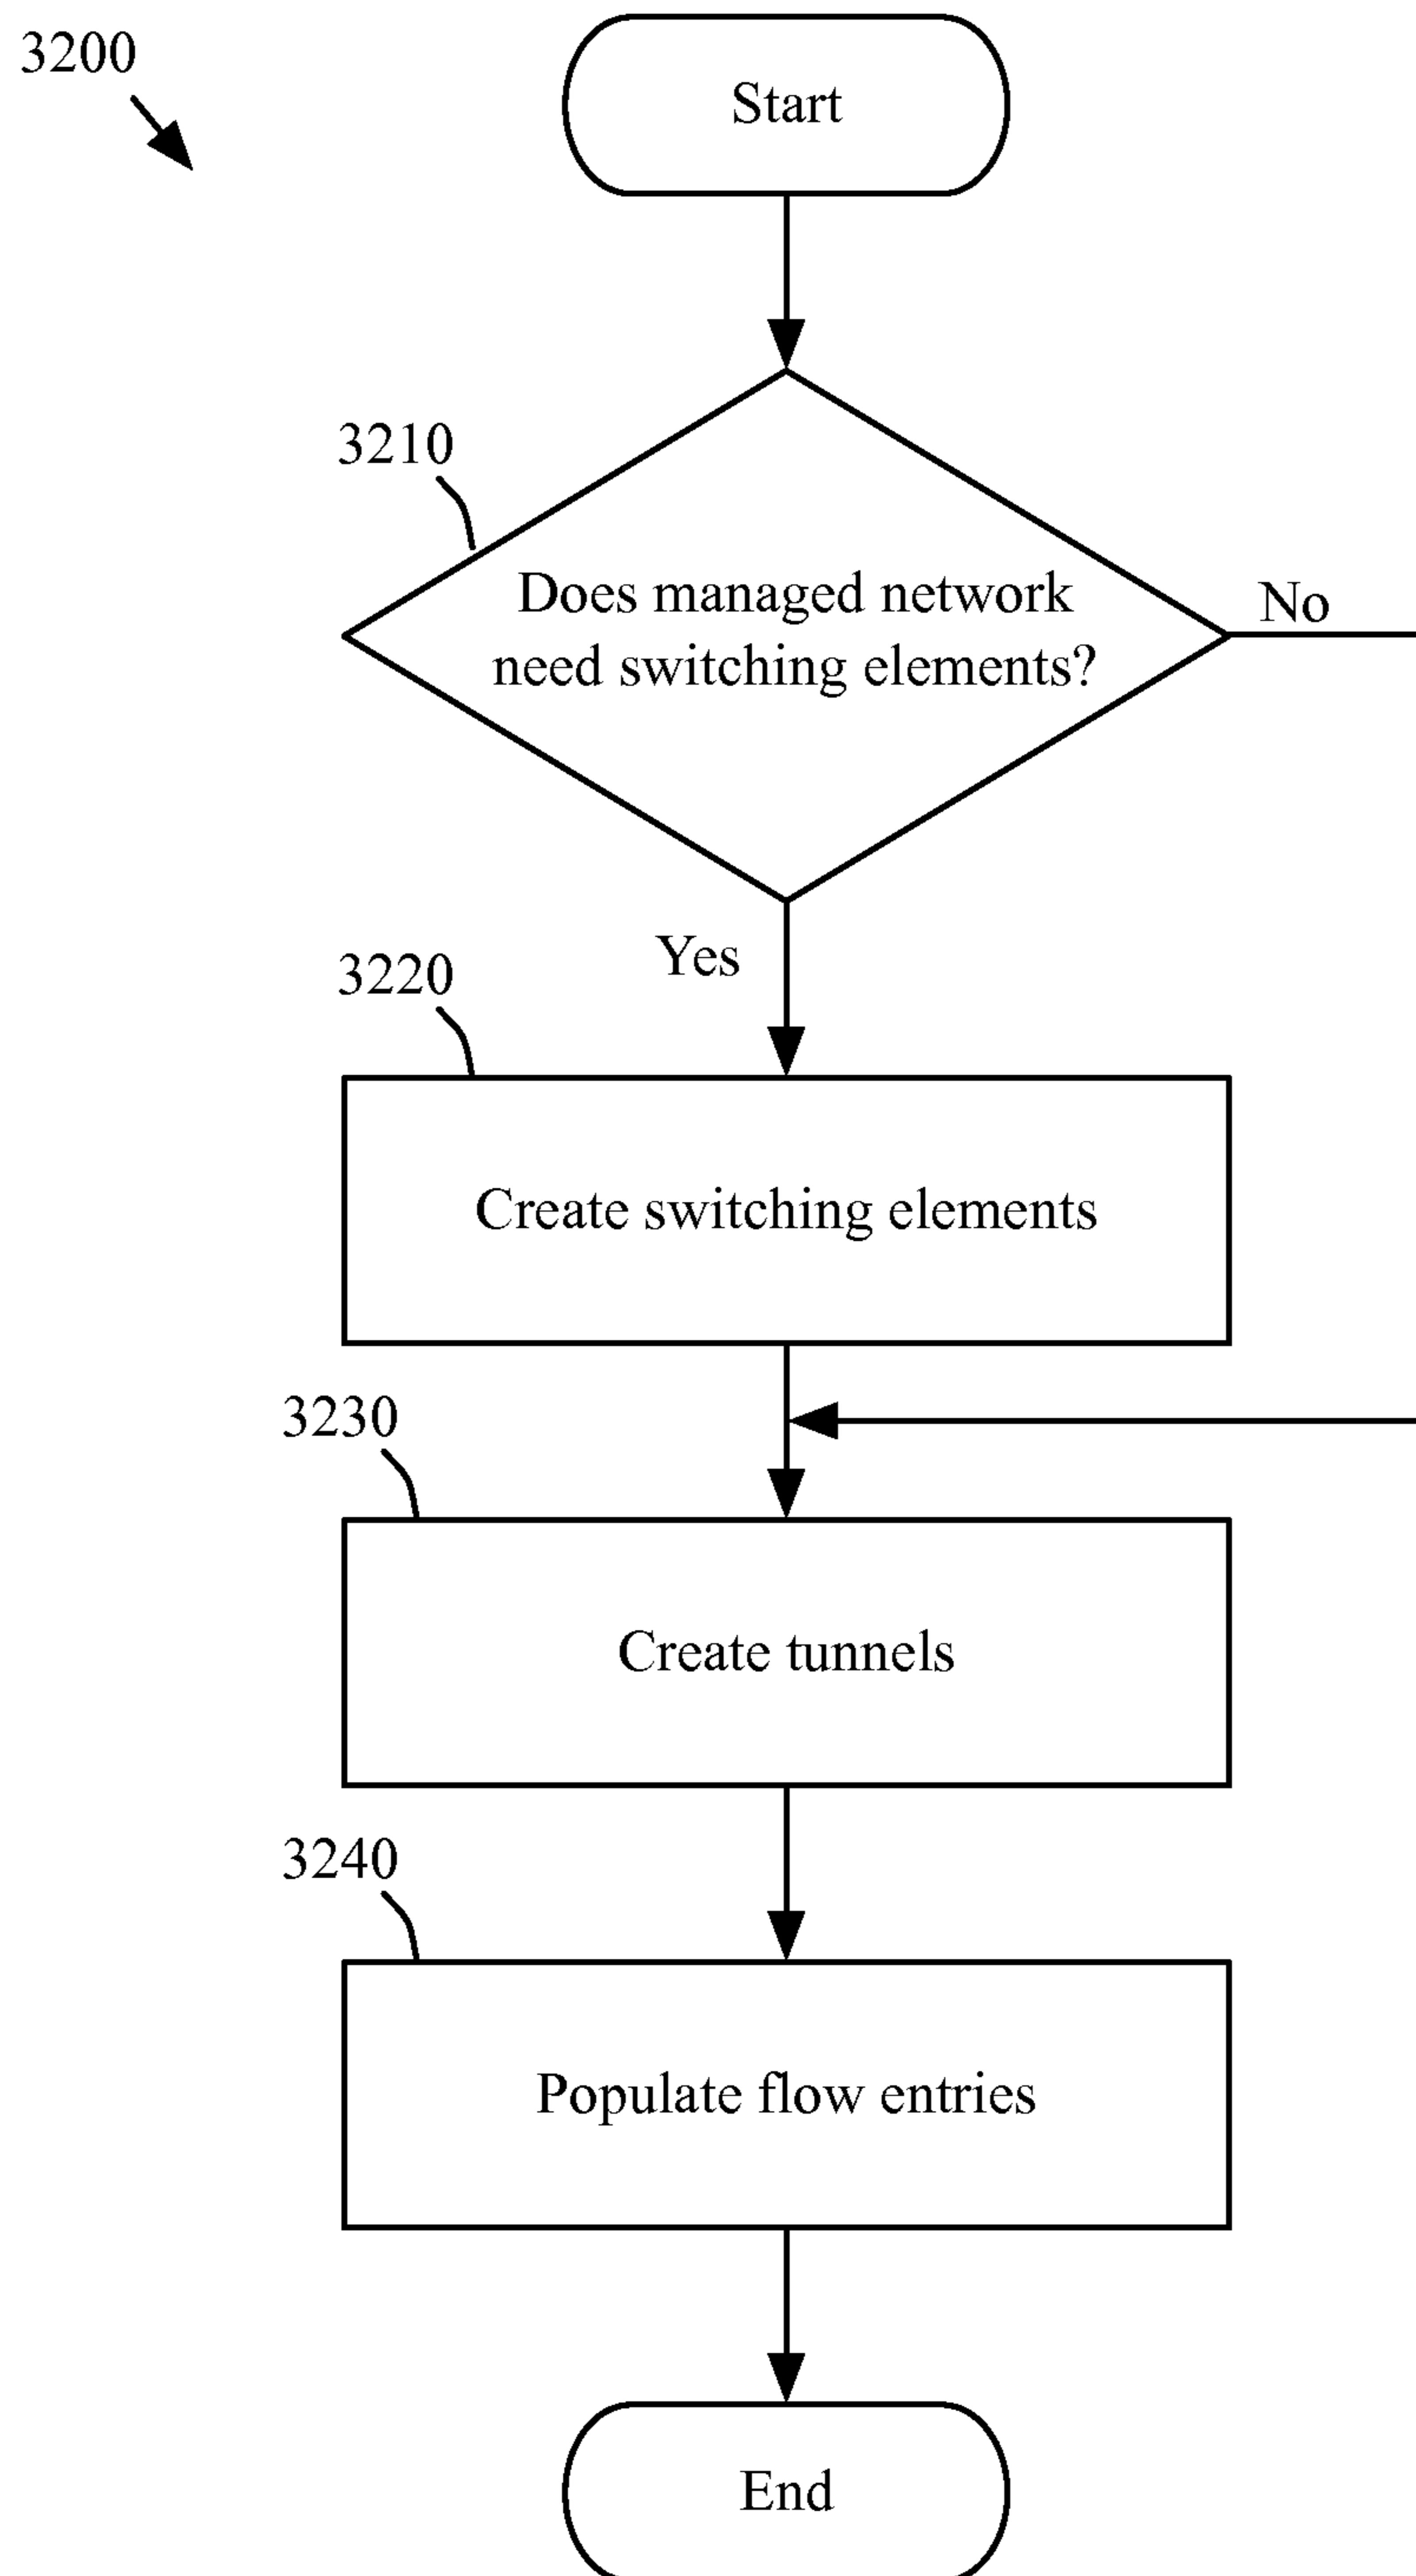 3200
Start
3210
Does managed network
need switching elements?
No
Yes
3220
Create switching elements
3230
Create tunnels
3240
Populate flow entries
End